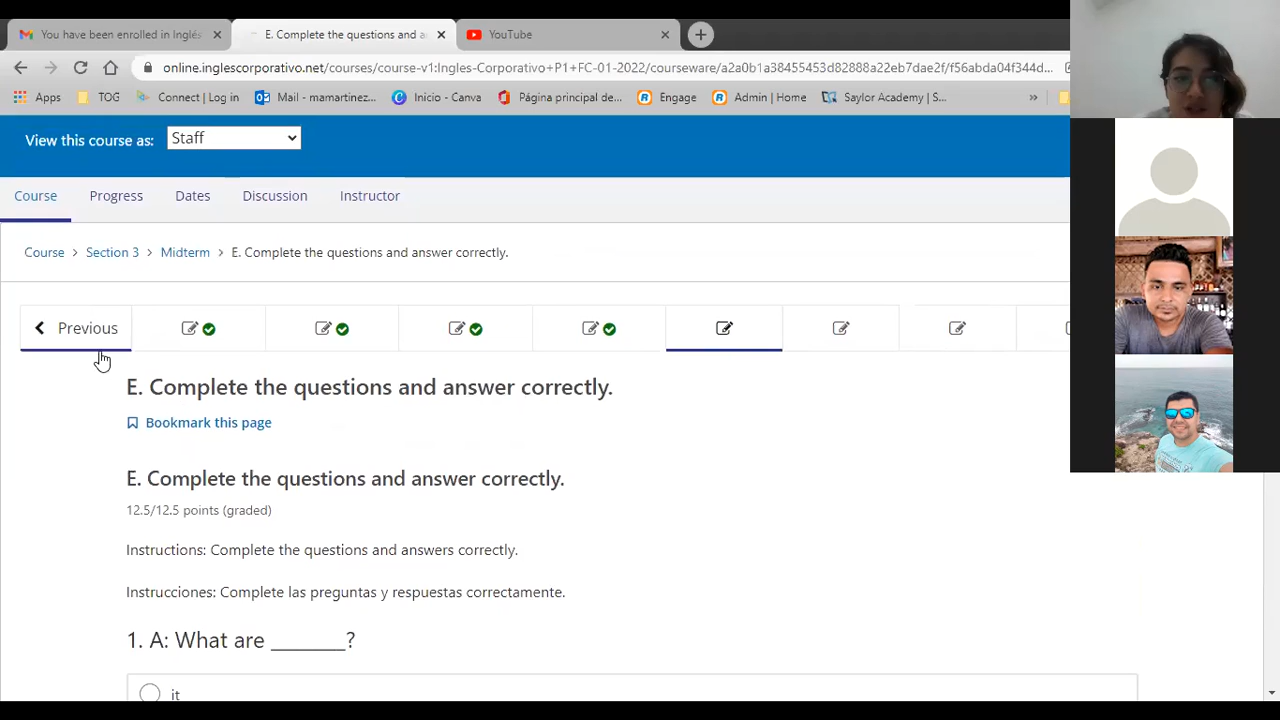 You have been enrolled in Inglés
E. Complete the questions and a
YouTube
online.inglescorporativo.net/courses/course-v1:Ingles-Corporativo+P1+FC-01-2022/courseware/a2a0b1a38455453d82888a22eb7dae2f/f56abda04f344d...
Apps
TOG
Connect | Log in
Mail - mamartinez...
Inicio - Canva
Página principal de...
Engage
Admin | Home
Saylor Academy | S...
View this course as:
Staff
Course
Progress
Dates
Discussion
Instructor
Course > Section 3 > Midterm > E. Complete the questions and answer correctly.
Previous
E. Complete the questions and answer correctly.
Bookmark this page
E. Complete the questions and answer correctly.
12.5/12.5 points (graded)
Instructions: Complete the questions and answers correctly.
Instrucciones: Complete las preguntas y respuestas correctamente.
1. A: What are _______?
it